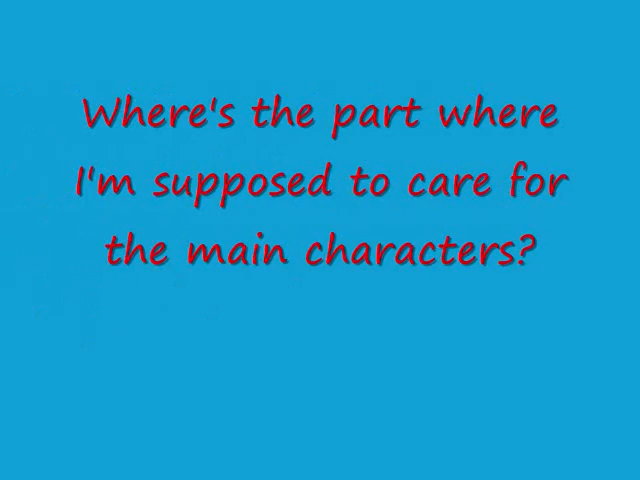 Where's the part where
I'm supposed to care for
the main characters?